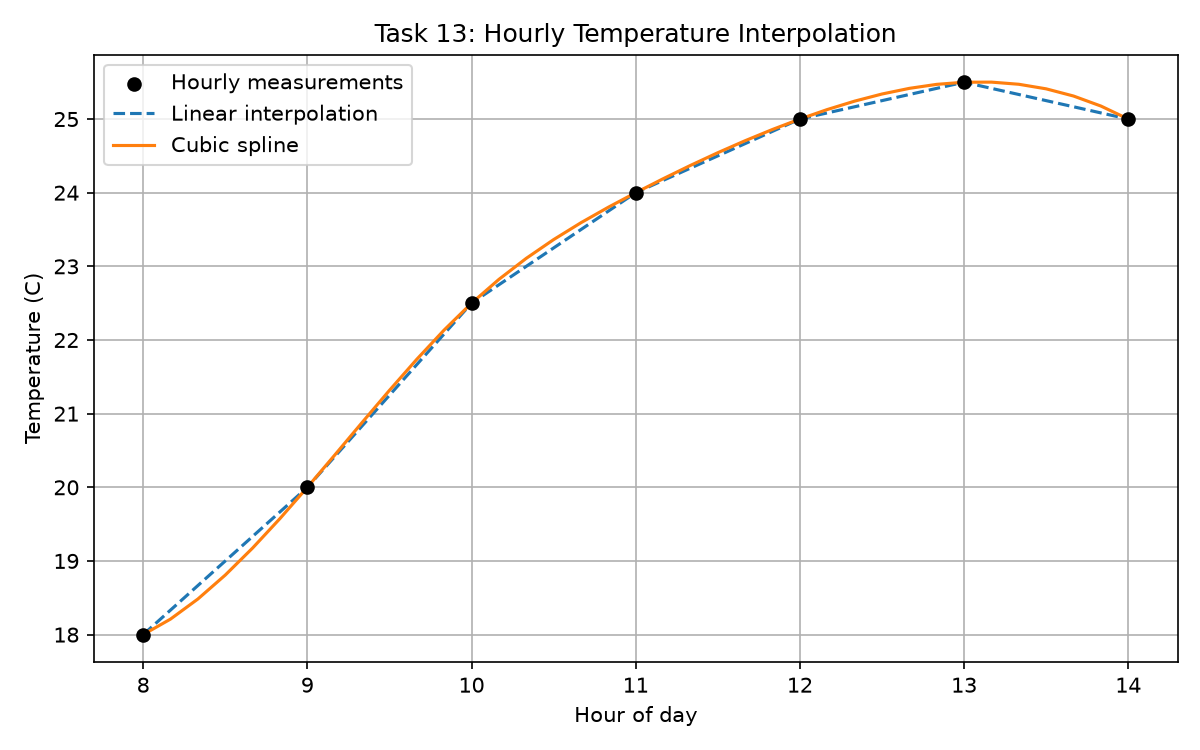 Task 13: Hourly Temperature Interpolation
Hourly measurements
Linear interpolation
Cubic spline
Temperature (C)
25
24
23
22
21
20
19
18
8 9 10 11 12 13 14
Hour of day